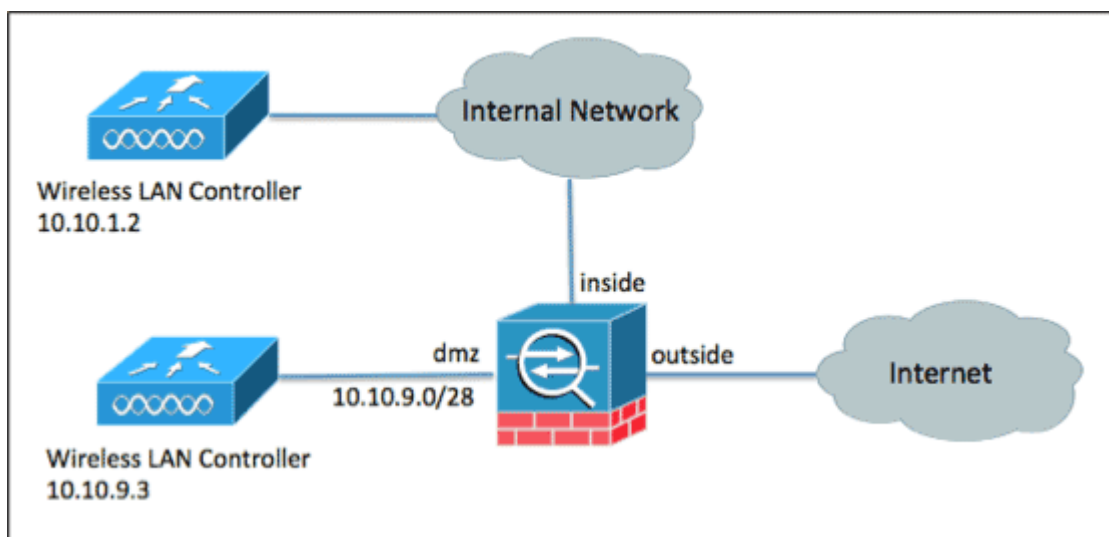 Internal Network
Wireless LAN Controller
10.10.1.2
inside
dmz
outside
10.10.9.0/28
Internet
Wireless LAN Controller
10.10.9.3